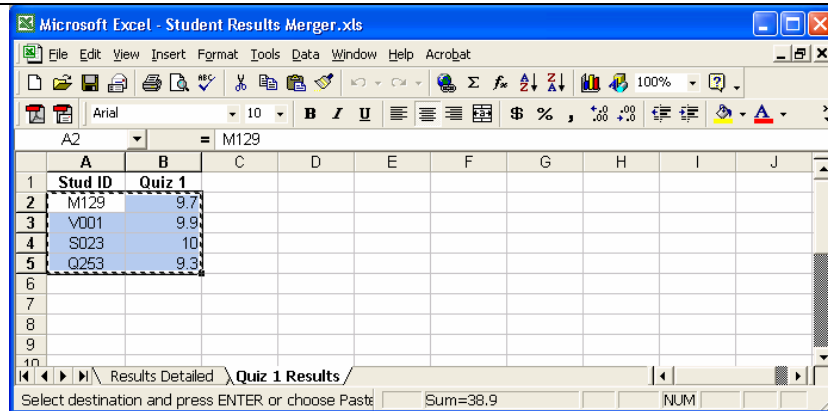 Microsoft Excel - Student Results Merger.xls
File Edit View Insert Format Tools Data Window Help Acrobat
100%
Arial 10 B I U $ % ,
A2 = M129
A B C D E F G H I J
1 Stud ID Quiz 1
2 M129 9.7
3 V001 9.9
4 S023 10
5 Q253 9.3
6
7
8
9
10
Results Detailed Quiz 1 Results
Select destination and press ENTER or choose Paste Sum=38.9 NUM